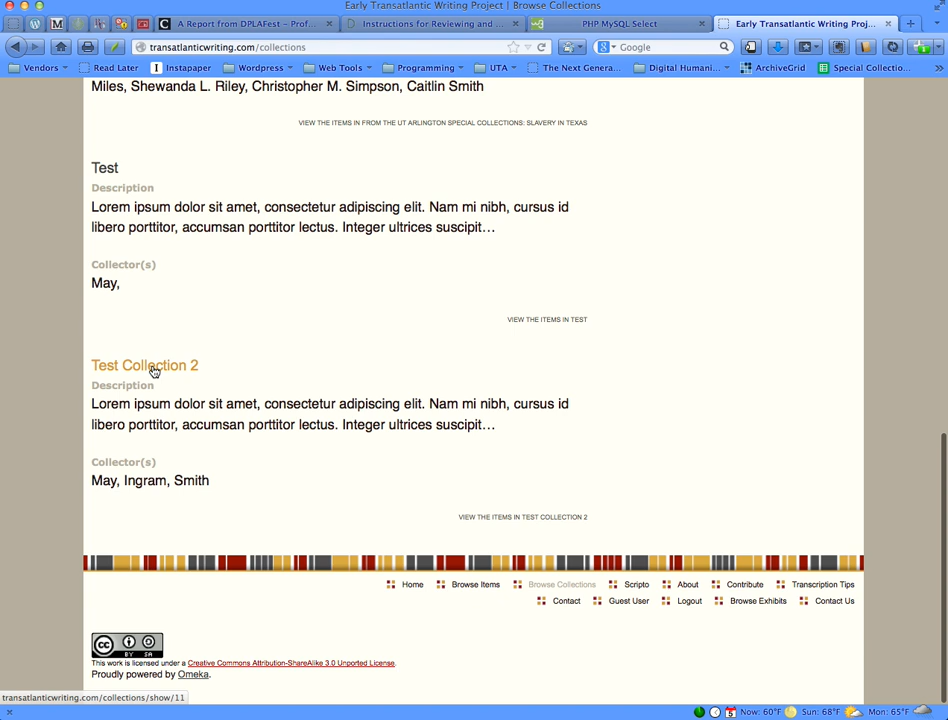 Early Transatlantic Writing Project | Browse Collections
A Report from DPLAFest – Prof...
Instructions for Reviewing and ...
PHP MySQL Select
Early Transatlantic Writing Proj...
transatlanticwriting.com/collections
Google
Vendors
Read Later
Instapaper
Wordpress
Web Tools
Programming
UTA
The Next Genera...
Digital Humani...
ArchiveGrid
Special Collectio...
Miles, Shewanda L. Riley, Christopher M. Simpson, Caitlin Smith
VIEW THE ITEMS IN FROM THE UT ARLINGTON SPECIAL COLLECTIONS: SLAVERY IN TEXAS
Test
Description
Lorem ipsum dolor sit amet, consectetur adipiscing elit. Nam mi nibh, cursus id
libero porttitor, accumsan porttitor lectus. Integer ultrices suscipit…
Collector(s)
May,
VIEW THE ITEMS IN TEST
Test Collection 2
Description
Lorem ipsum dolor sit amet, consectetur adipiscing elit. Nam mi nibh, cursus id
libero porttitor, accumsan porttitor lectus. Integer ultrices suscipit…
Collector(s)
May, Ingram, Smith
VIEW THE ITEMS IN TEST COLLECTION 2
Home Browse Items Browse Collections Scripto About Contribute Transcription Tips
Contact Guest User Logout Browse Exhibits Contact Us
cc BY SA
This work is licensed under a Creative Commons Attribution-ShareAlike 3.0 Unported License.
Proudly powered by Omeka.
transatlanticwriting.com/collections/show/11
Now: 60°F Sun: 68°F Mon: 65°F